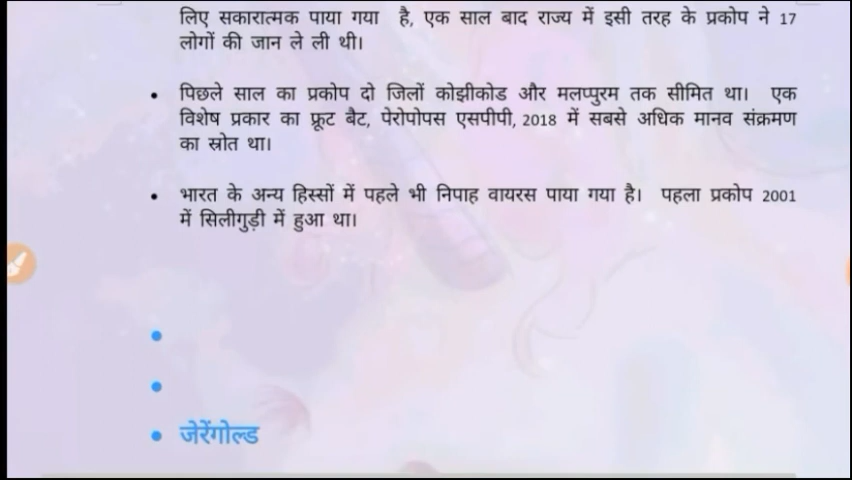 लिए सकारात्मक पाया गया है, एक साल बाद राज्य में इसी तरह के प्रकोप ने 17
लोगों की जान ले ली थी।
• पिछले साल का प्रकोप दो जिलों कोझीकोड और मलप्पुरम तक सीमित था। एक
विशेष प्रकार का फ्रूट बैट, पेरोपोपस एसपीपी, 2018 में सबसे अधिक मानव संक्रमण
का स्रोत था।
• भारत के अन्य हिस्सों में पहले भी निपाह वायरस पाया गया है। पहला प्रकोप 2001
में सिलीगुड़ी में हुआ था।
• जेरेंगोल्ड